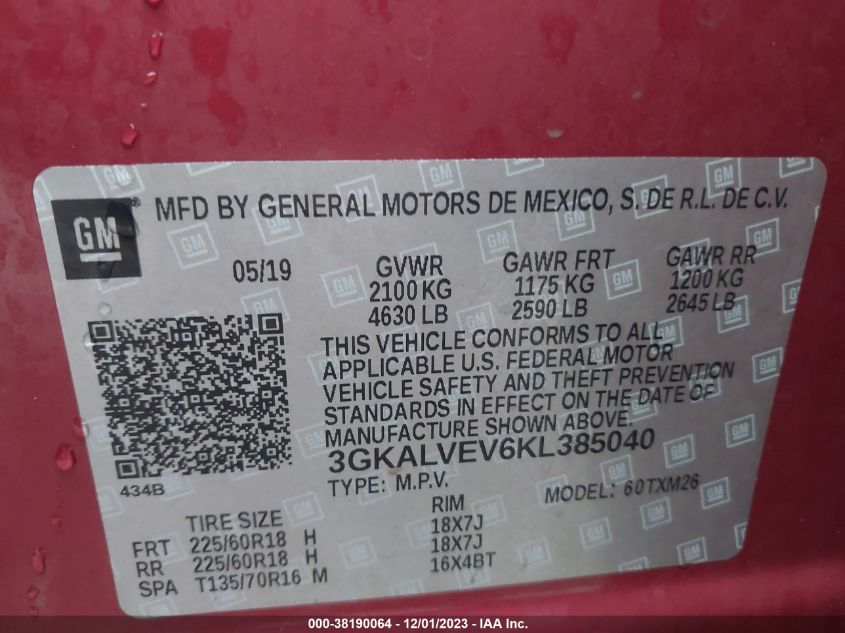 GM ® MFD BY GENERAL MOTORS DE MEXICO, S. DE R.L. DE C.V.
05/19 GVWR GAWR FRT GAWR RR
2100 KG 1175 KG 1200 KG
4630 LB 2590 LB 2645 LB
THIS VEHICLE CONFORMS TO ALL
APPLICABLE U.S. FEDERAL MOTOR
VEHICLE SAFETY AND THEFT PREVENTION
STANDARDS IN EFFECT ON THE DATE OF
MANUFACTURE SHOWN ABOVE.
3GKALVEV6KL385040
434B TYPE: M.P.V. MODEL: 60TXM26
TIRE SIZE RIM
FRT 225/60R18 H 18X7J
RR 225/60R18 H 18X7J
SPA T135/70R16 M 16X4BT
000-38190064 - 12/01/2023 - IAAI.com